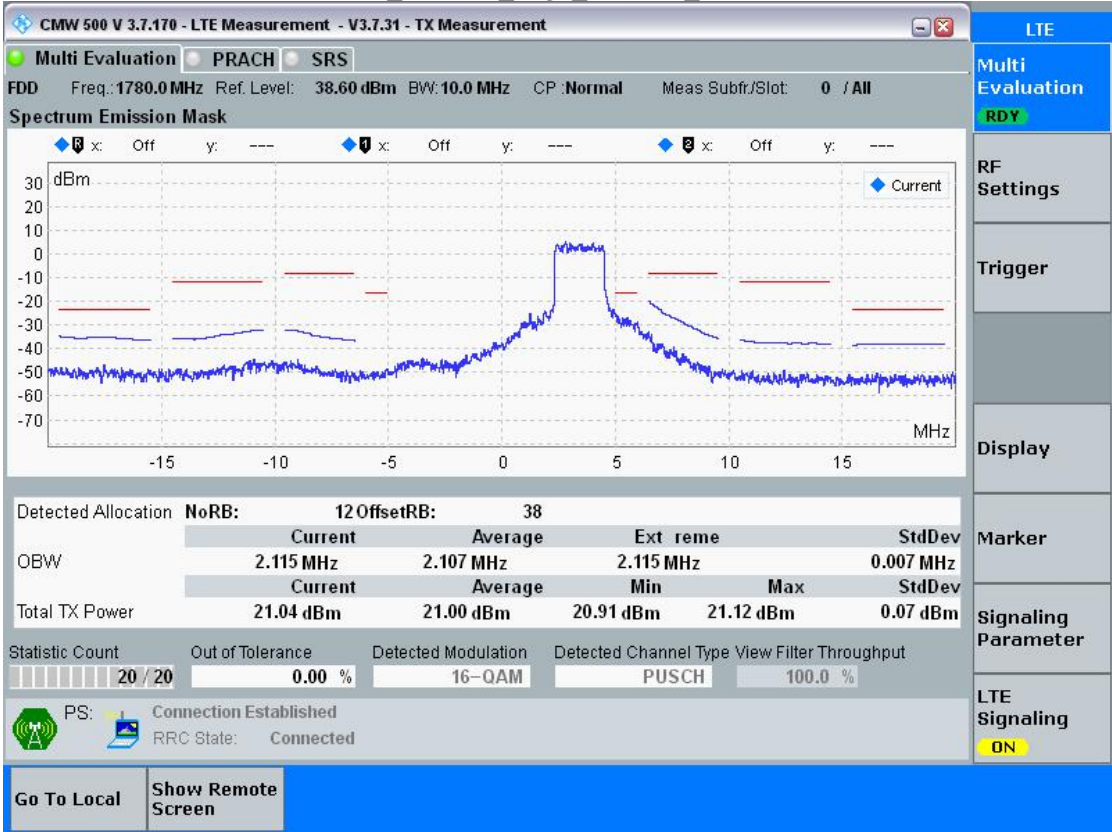 CMW 500 V 3.7.170 - LTE Measurement - V3.7.31 - TX Measurement
LTE
Multi Evaluation PRACH SRS
FDD Freq.: 1780.0 MHz Ref. Level: 38.60 dBm BW: 10.0 MHz CP : Normal Meas Subfr./Slot: 0 / All
Spectrum Emission Mask
R x: Off y: --- 1 x: Off y: --- 2 x: Off y: ---
dBm
Current
30
20
10
0
-10
-20
-30
-40
-50
-60
-70
MHz
-15 -10 -5 0 5 10 15
Detected Allocation NoRB: 12 OffsetRB: 38
Current Average Ext reme StdDev
OBW 2.115 MHz 2.107 MHz 2.115 MHz 0.007 MHz
Current Average Min Max StdDev
Total TX Power 21.04 dBm 21.00 dBm 20.91 dBm 21.12 dBm 0.07 dBm
Statistic Count Out of Tolerance Detected Modulation Detected Channel Type View Filter Throughput
20 / 20 0.00 % 16-QAM PUSCH 100.0 %
PS: Connection Established
RRC State: Connected
Multi
Evaluation
RDY
RF
Settings
Trigger
Display
Marker
Signaling
Parameter
LTE
Signaling
ON
Go To Local
Show Remote
Screen